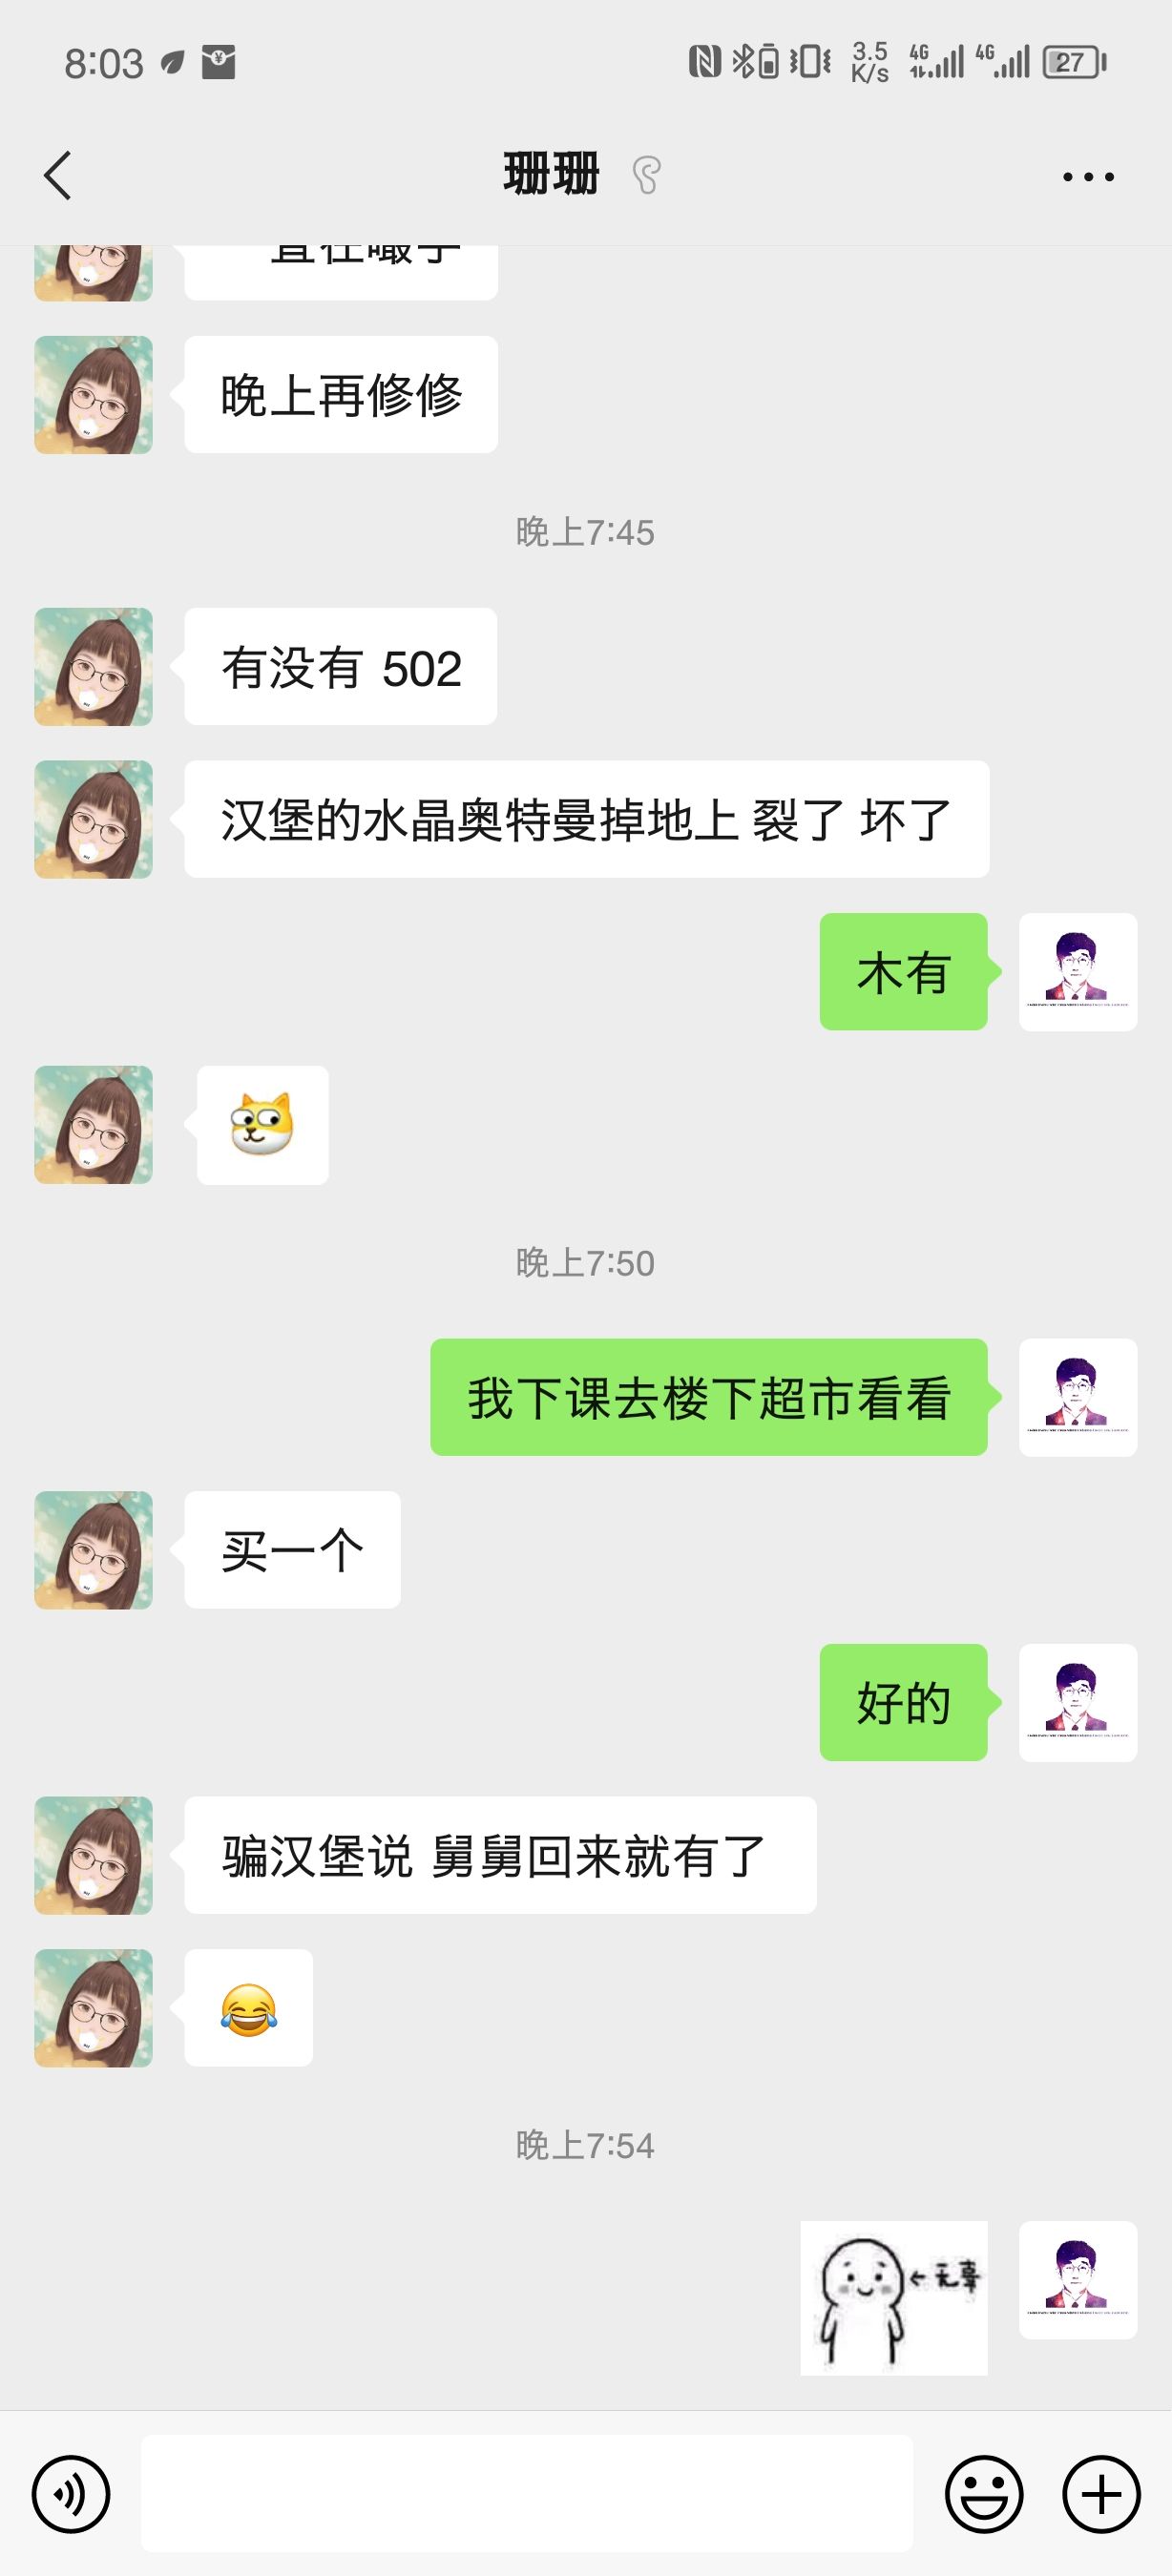 8:03
3.5
K/s
4G
4G
27
珊珊
晚上再修修
晚上7:45
有没有 502
汉堡的水晶奥特曼掉地上 裂了 坏了
木有
晚上7:50
我下课去楼下超市看看
买一个
好的
骗汉堡说 舅舅回来就有了
晚上7:54
←无辜